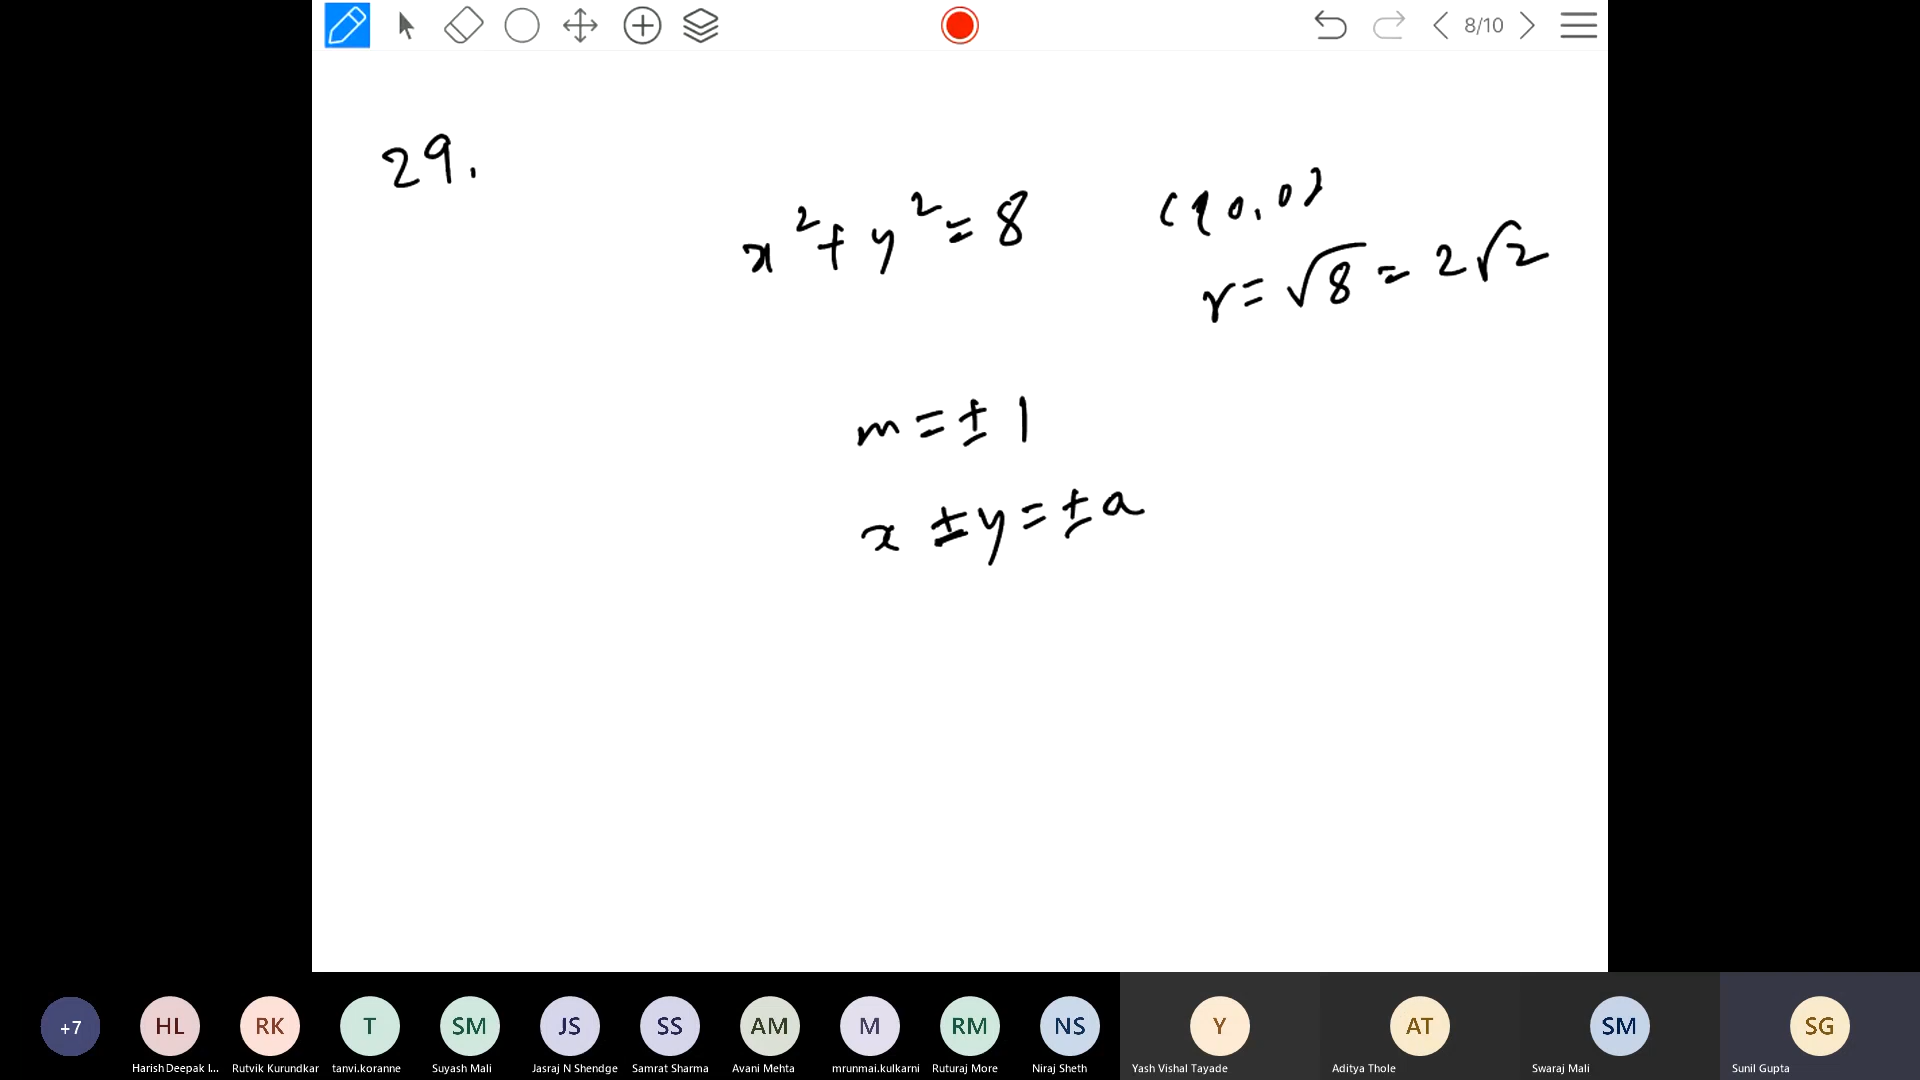 8/10
29.
x² + y² = 8
(0,0)
r = √8 = 2√2
m = ± 1
x ± y = ± a
+7
HL
RK
T
SM
JS
SS
AM
M
RM
NS
Y
AT
SM
SG
Harish Deepak I...
Rutvik Kurundkar
tanvi.koranne
Suyash Mali
Jasraj N Shendge
Samrat Sharma
Avani Mehta
mrunmai.kulkarni
Ruturaj More
Niraj Sheth
Yash Vishal Tayade
Aditya Thole
Swaraj Mali
Sunil Gupta